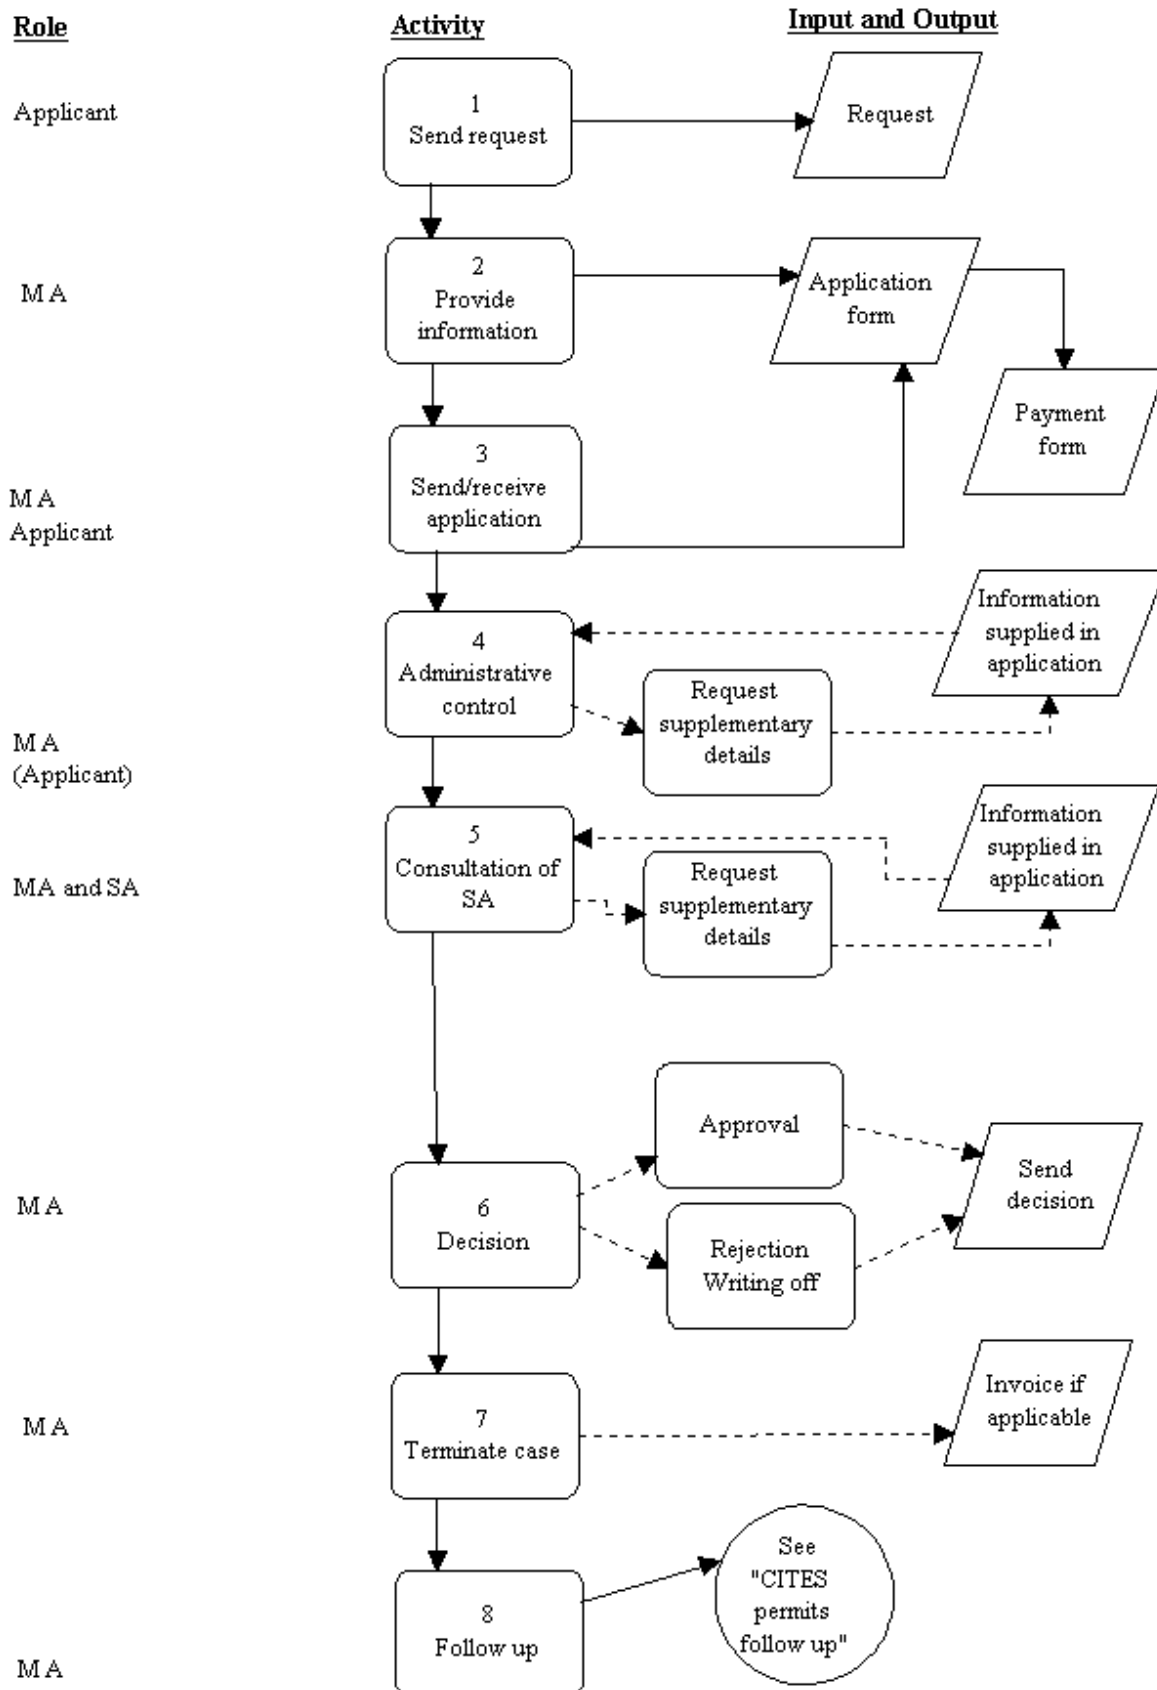 Role
Activity
Input and Output
Applicant
1
Send request
Request
M A
2
Provide
information
Application
form
Payment
form
M A
Applicant
3
Send/receive
application
4
Administrative
control
Request
supplementary
details
Information
supplied in
application
M A
(Applicant)
5
Consultation of
SA
Request
supplementary
details
Information
supplied in
application
MA and SA
M A
6
Decision
Approval
Rejection
Writing off
Send
decision
M A
7
Terminate case
Invoice if
applicable
8
Follow up
See
"CITES
permits
follow up"
M A